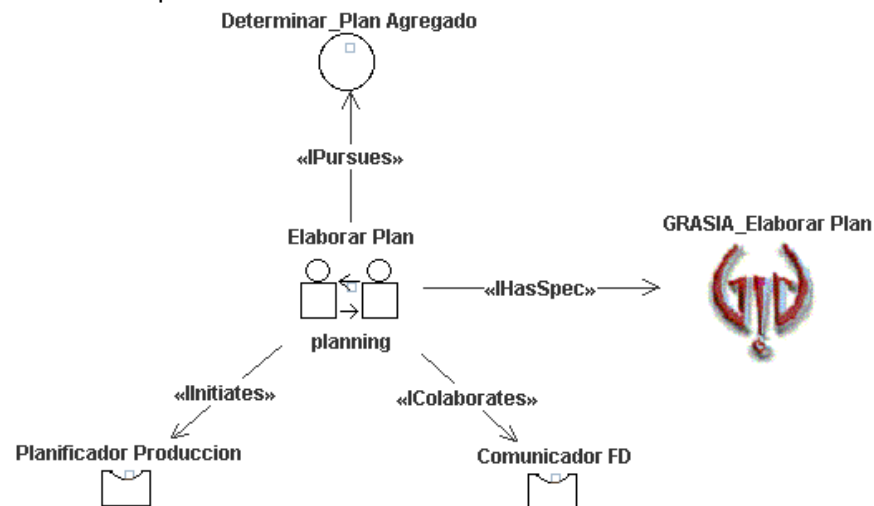 Determinar_Plan Agregado
«IPursues»
Elaborar Plan
GRASIA_Elaborar Plan
«IHasSpec»
planning
«IInitiates»
«IColaborates»
Planificador Produccion
Comunicador FD